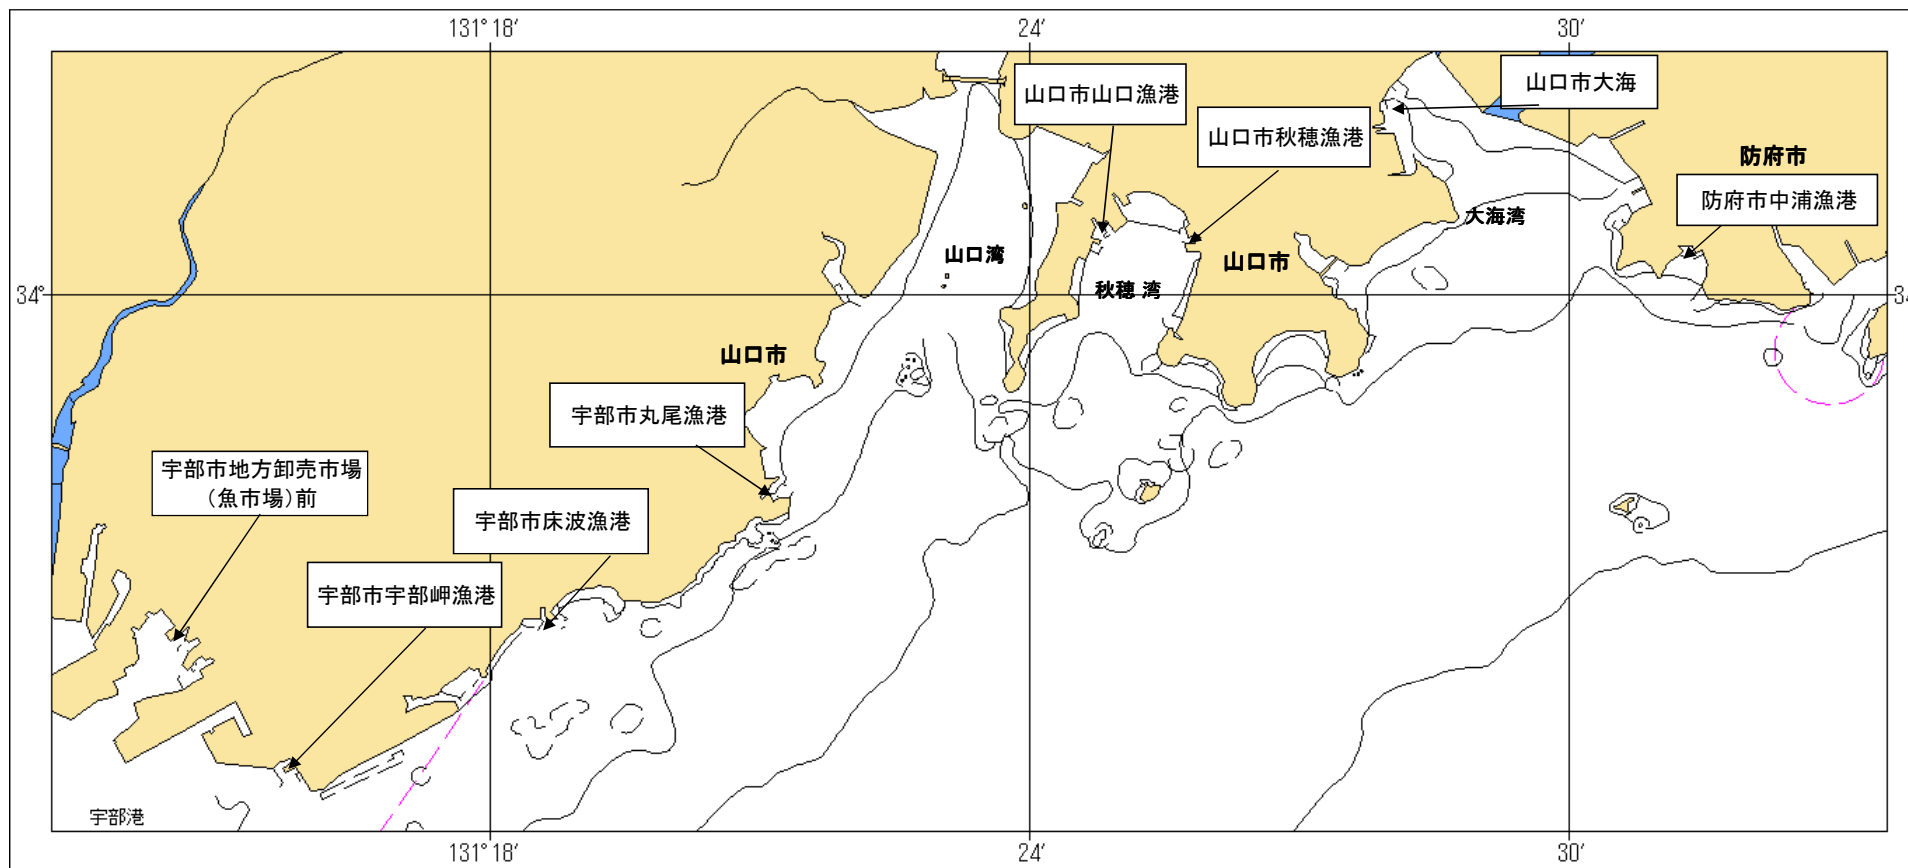 131° 18′
24′
30′
山口市大海
山口市山口漁港
山口市秋穂漁港
防府市
防府市中浦漁港
大海湾
山口湾
山口市
秋穂 湾
34°
34
山口市
宇部市丸尾漁港
宇部市地方卸売市場
（魚市場）前
宇部市床波漁港
宇部市宇部岬漁港
宇部港
131° 18′
24′
30′